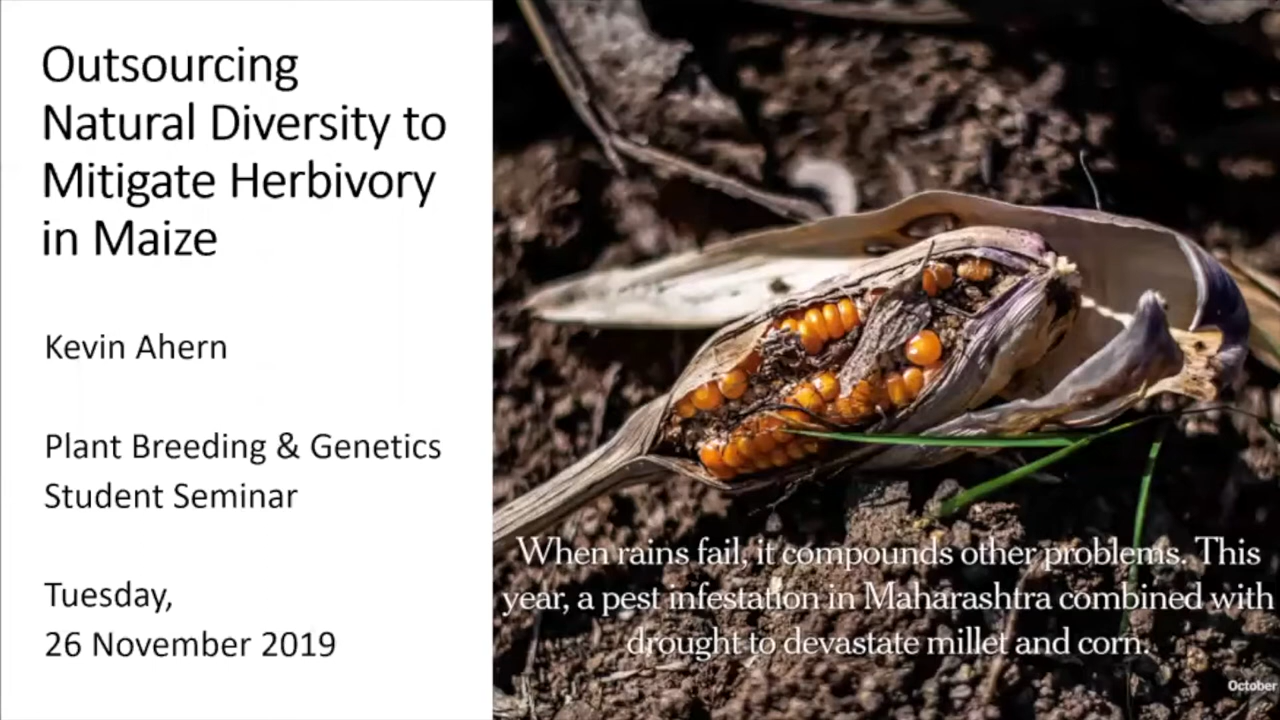 Outsourcing
Natural Diversity to
Mitigate Herbivory
in Maize
Kevin Ahern
Plant Breeding & Genetics
Student Seminar
Tuesday,
26 November 2019
When rains fail, it compounds other problems. This
year, a pest infestation in Maharashtra combined with
drought to devastate millet and corn.
October